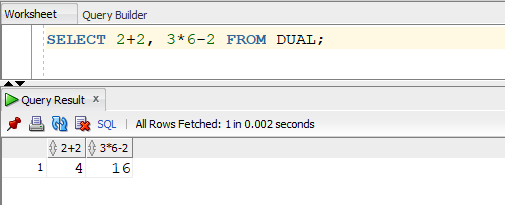 Worksheet Query Builder
SELECT 2+2, 3*6-2 FROM DUAL;
Query Result x
SQL | All Rows Fetched: 1 in 0.002 seconds
2+2 3*6-2
1 4 16